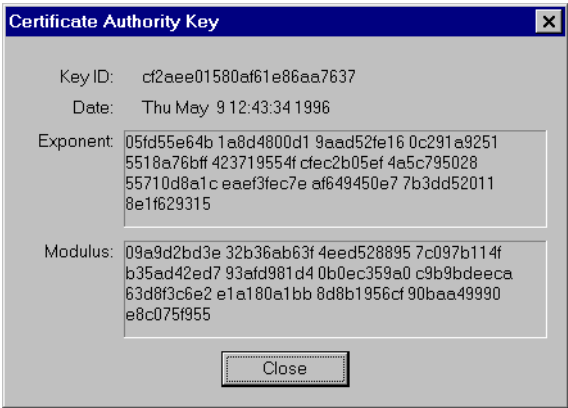 Certificate Authority Key
Key ID: cf2aee01580af61e86aa7637
Date: Thu May 9 12:43:34 1996
Exponent: 05fd55e64b 1a8d4800d1 9aad52fe16 0c291a9251
5518a76bff 423719554f cfec2b05ef 4a5c795028
55710d8a1c eaef3fec7e af649450e7 7b3dd52011
8e1f629315
Modulus: 09a9d2bd3e 32b36ab63f 4eed528895 7c097b114f
b35ad42ed7 93afd981d4 0b0ec359a0 c9b9bdeeca
63d8f3c6e2 e1a180a1bb 8d8b1956cf 90baa49990
e8c075f955
Close